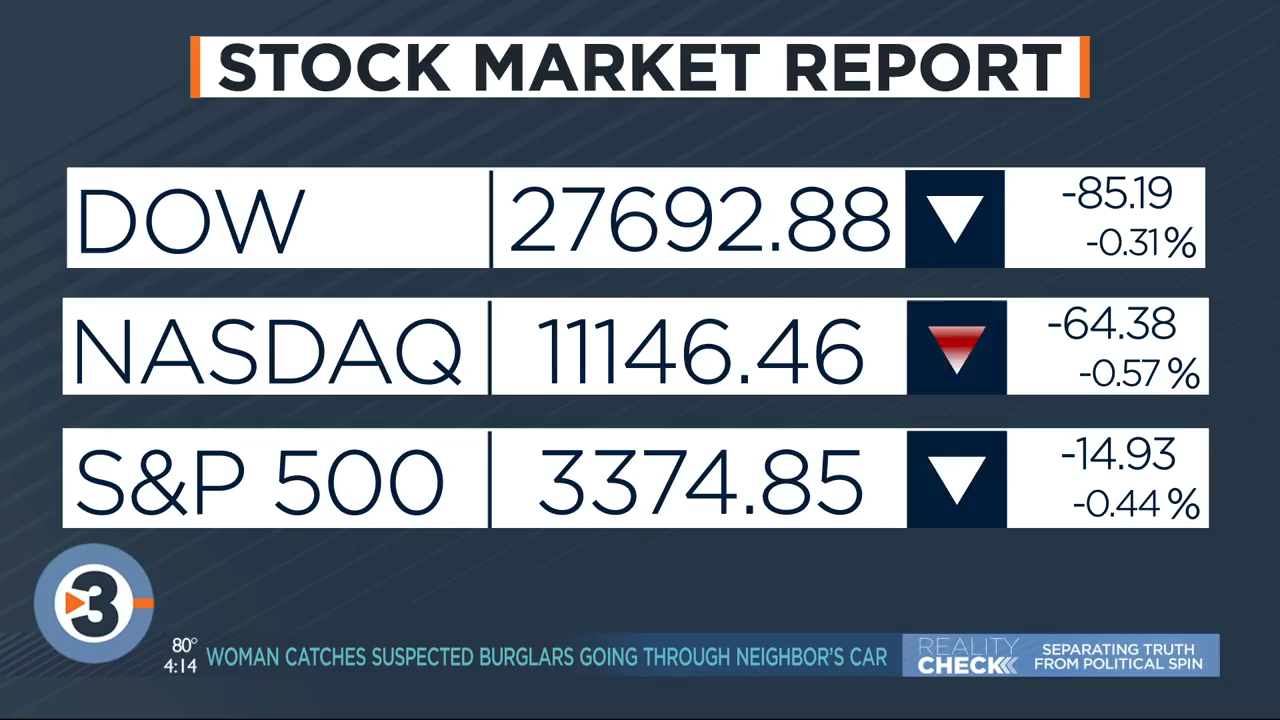 STOCK MARKET REPORT
DOW 27692.88 -85.19
-0.31%
NASDAQ 11146.46 -64.38
-0.57%
S&P 500 3374.85 -14.93
-0.44%
3
80°
4:14
WOMAN CATCHES SUSPECTED BURGLARS GOING THROUGH NEIGHBOR'S CAR
REALITY
CHECK
SEPARATING TRUTH
FROM POLITICAL SPIN